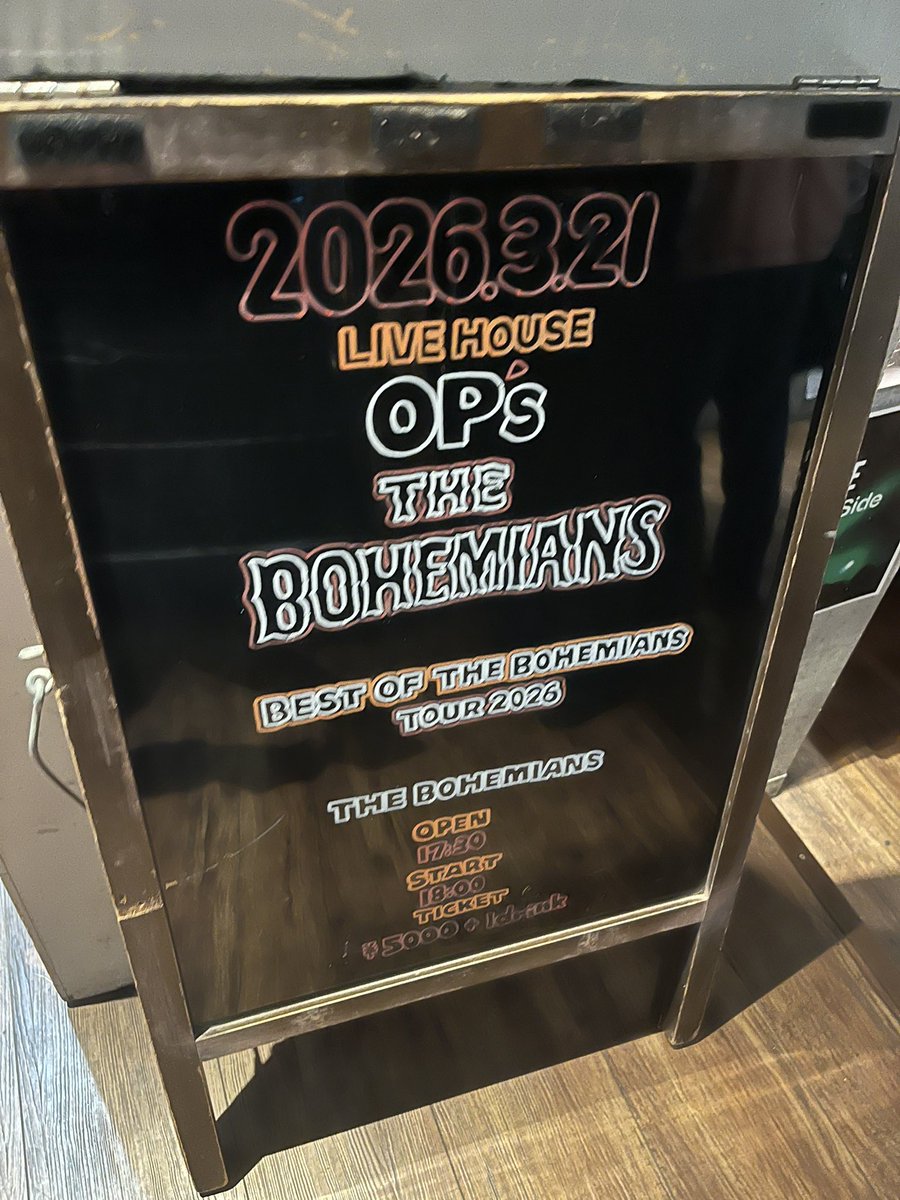 2026.3.21
LIVE HOUSE
OP's
THE
BOHEMIANS
BEST OF THE BOHEMIANS
TOUR 2026
THE BOHEMIANS
OPEN
17:30
START
18:00
TICKET
¥5000 + 1drink
Side